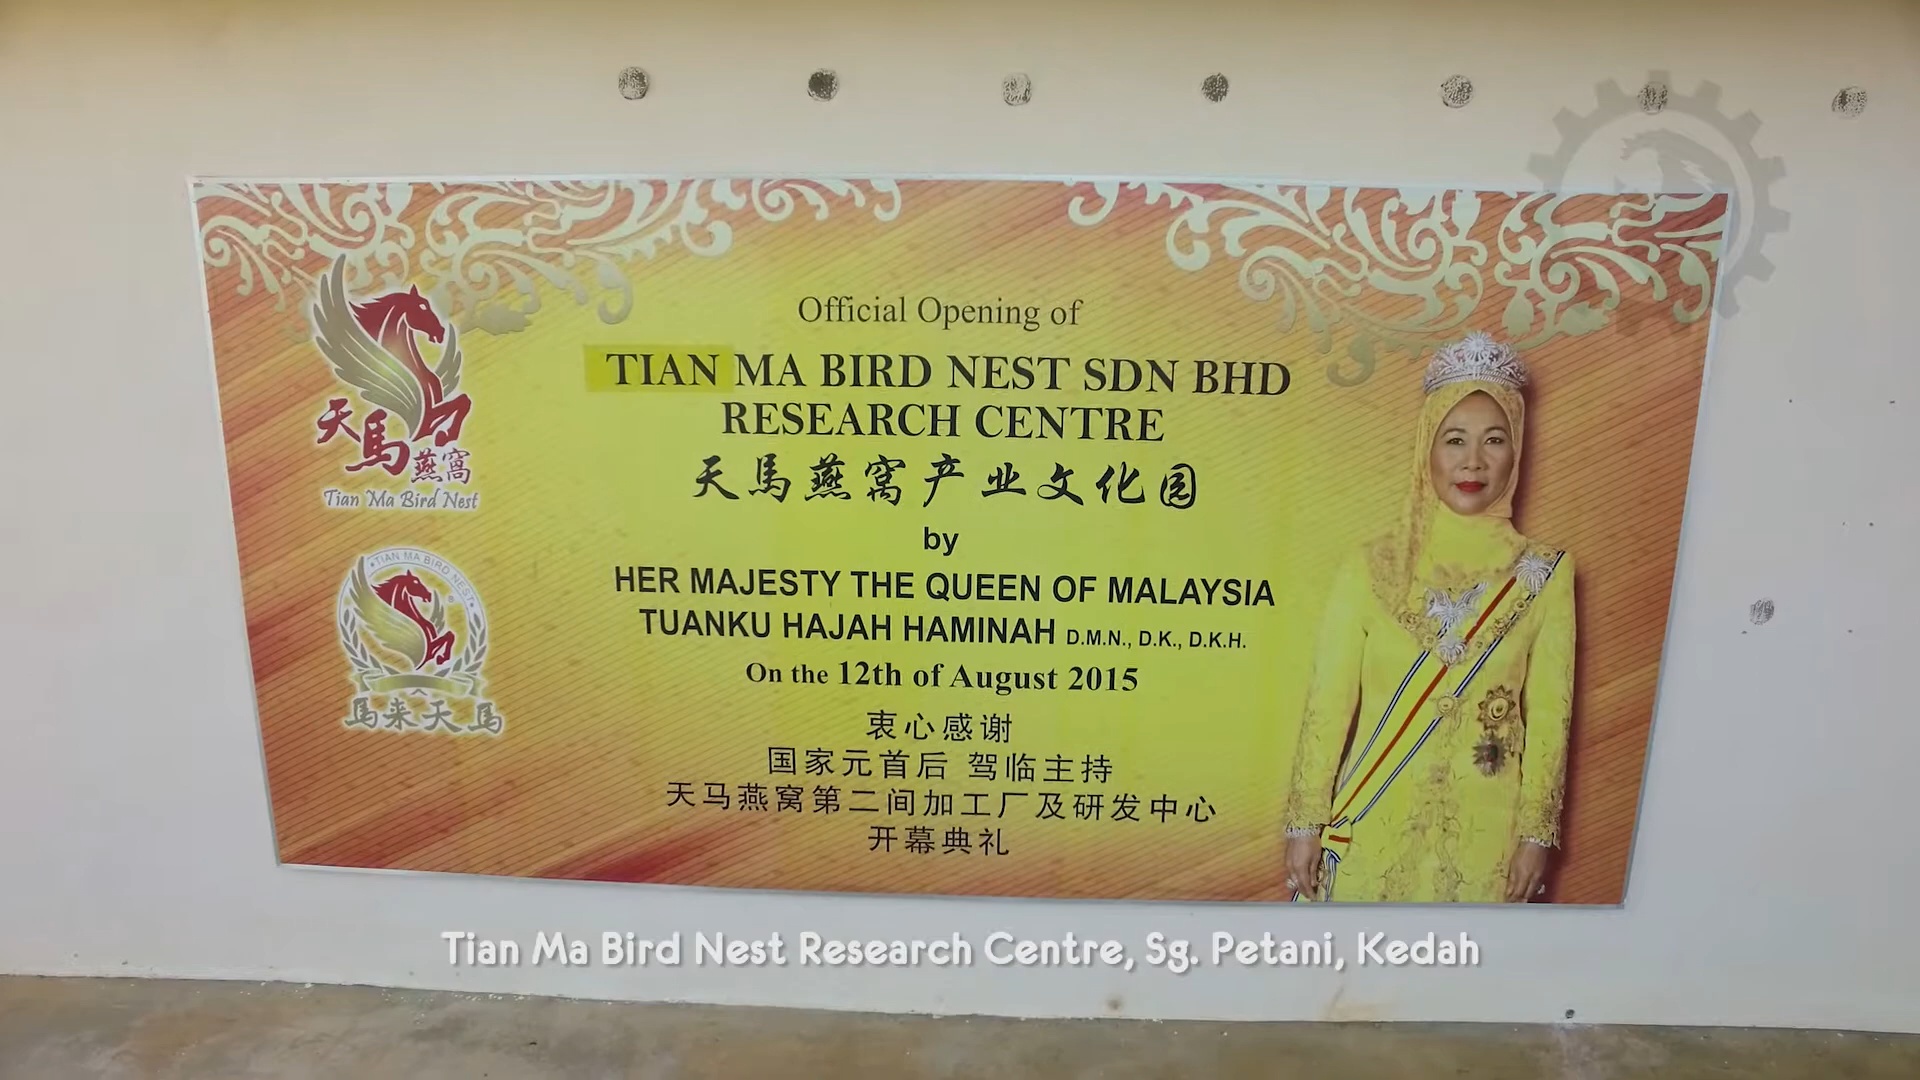 Official Opening of
TIAN MA BIRD NEST SDN BHD
RESEARCH CENTRE
天馬燕窩产业文化园
by
HER MAJESTY THE QUEEN OF MALAYSIA
TUANKU HAJAH HAMINAH D.M.N., D.K., D.K.H.
On the 12th of August 2015
衷心感谢
国家元首后 驾临主持
天马燕窝第二间加工厂及研发中心
开幕典礼
天馬燕窩
Tian Ma Bird Nest
TIAN MA BIRD NEST
馬来天馬
Tian Ma Bird Nest Research Centre, Sg. Petani, Kedah